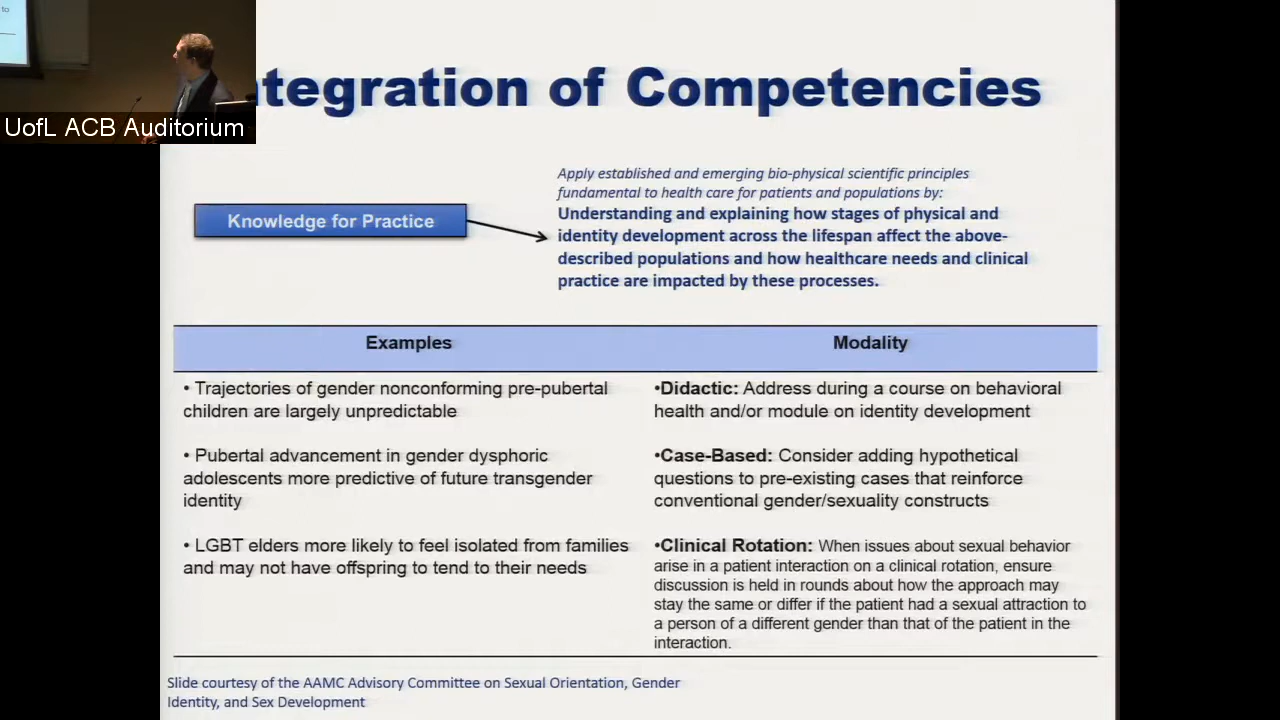 to
UofL ACB Auditorium
ntegration of Competencies
Knowledge for Practice
Apply established and emerging bio-physical scientific principles
fundamental to health care for patients and populations by:
Understanding and explaining how stages of physical and
identity development across the lifespan affect the above-
described populations and how healthcare needs and clinical
practice are impacted by these processes.
Examples
Modality
• Trajectories of gender nonconforming pre-pubertal
children are largely unpredictable
• Pubertal advancement in gender dysphoric
adolescents more predictive of future transgender
identity
• LGBT elders more likely to feel isolated from families
and may not have offspring to tend to their needs
•Didactic: Address during a course on behavioral
health and/or module on identity development
•Case-Based: Consider adding hypothetical
questions to pre-existing cases that reinforce
conventional gender/sexuality constructs
•Clinical Rotation: When issues about sexual behavior
arise in a patient interaction on a clinical rotation, ensure
discussion is held in rounds about how the approach may
stay the same or differ if the patient had a sexual attraction to
a person of a different gender than that of the patient in the
interaction.
Slide courtesy of the AAMC Advisory Committee on Sexual Orientation, Gender
Identity, and Sex Development